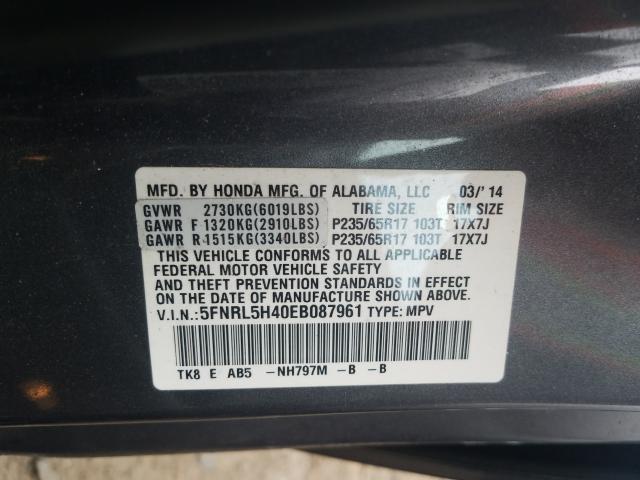 MFD. BY HONDA MFG. OF ALABAMA, LLC 03/'14
GVWR 2730KG(6019LBS) TIRE SIZE RIM SIZE
GAWR F 1320KG(2910LBS) P235/65R17 103T 17X7J
GAWR R 1515KG(3340LBS) P235/65R17 103T 17X7J
THIS VEHICLE CONFORMS TO ALL APPLICABLE
FEDERAL MOTOR VEHICLE SAFETY
AND THEFT PREVENTION STANDARDS IN EFFECT
ON THE DATE OF MANUFACTURE SHOWN ABOVE.
V.I.N.: 5FNRL5H40EB087961 TYPE: MPV
TK8 E AB5 -NH797M -B -B